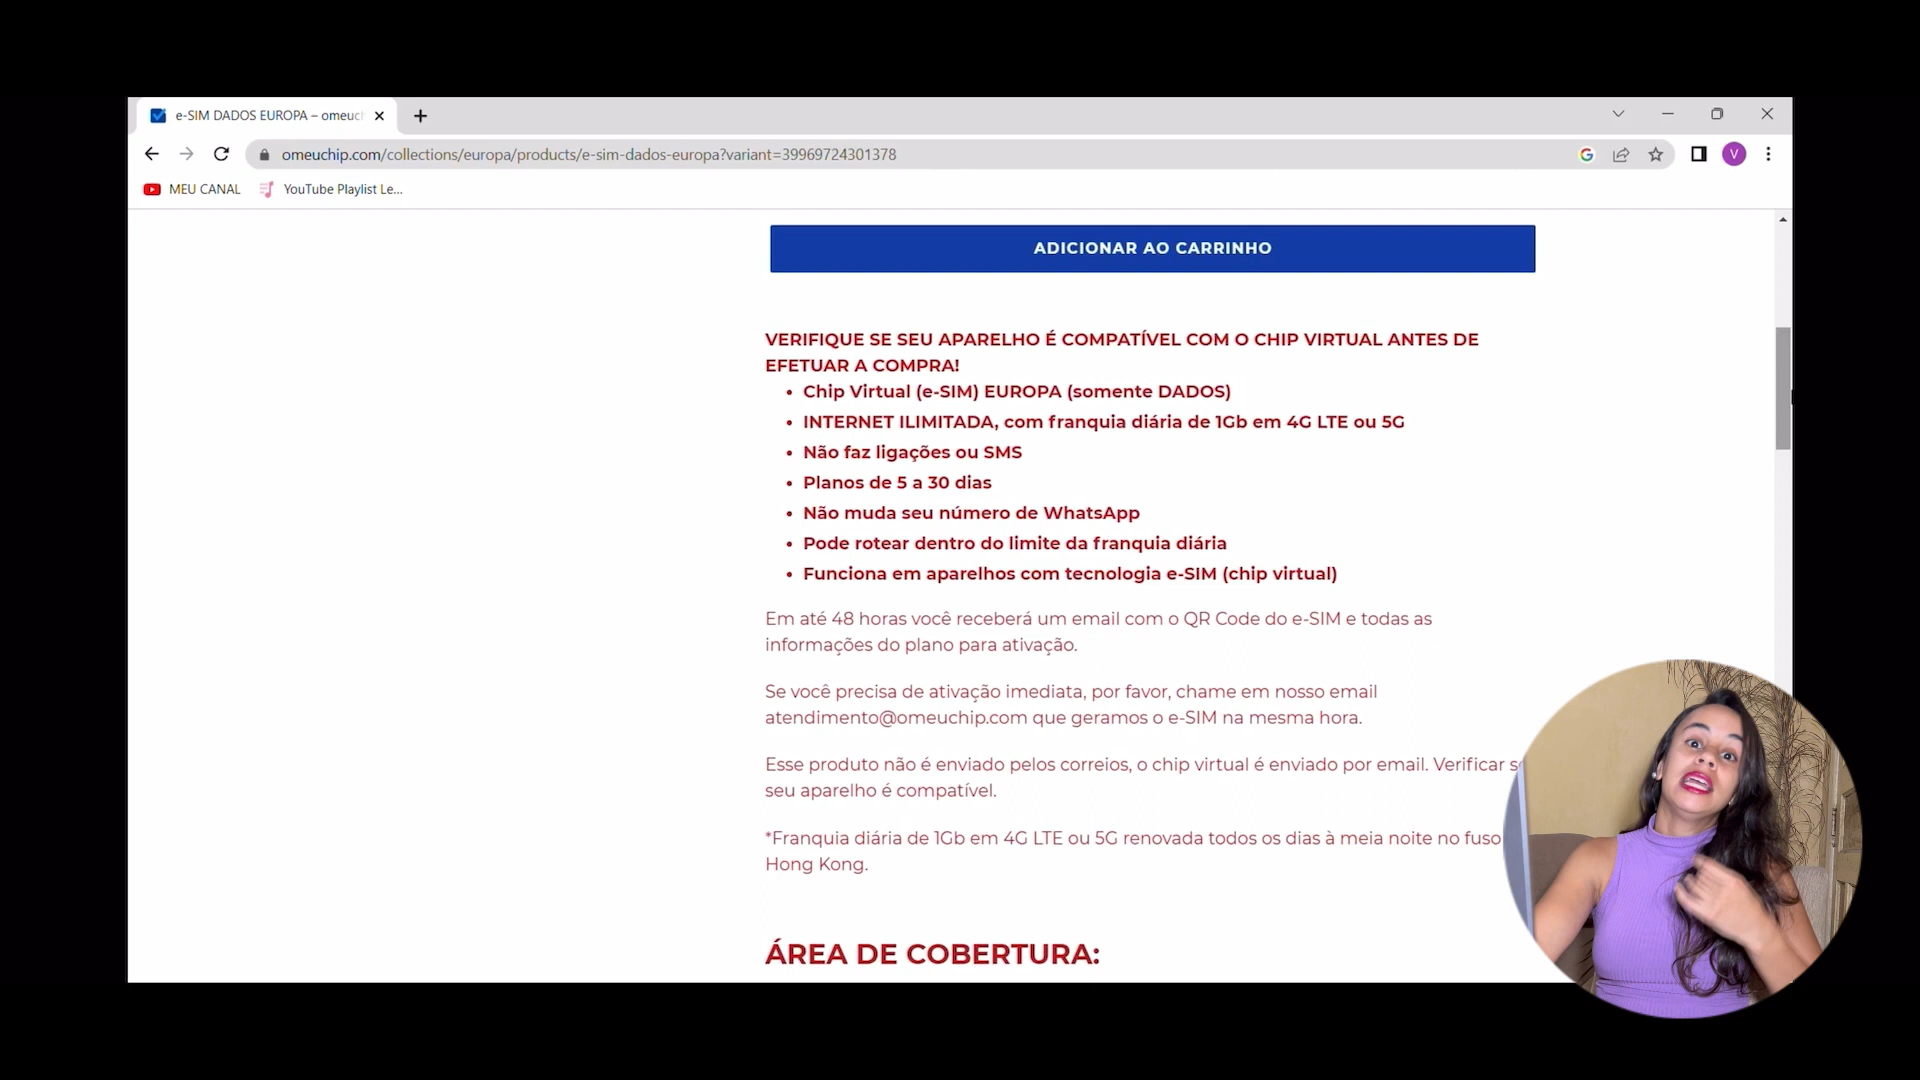 e-SIM DADOS EUROPA – omeuc
omeuchip.com/collections/europa/products/e-sim-dados-europa?variant=39969724301378
V
MEU CANAL
YouTube Playlist Le...
ADICIONAR AO CARRINHO
VERIFIQUE SE SEU APARELHO É COMPATÍVEL COM O CHIP VIRTUAL ANTES DE
EFETUAR A COMPRA!
• Chip Virtual (e-SIM) EUROPA (somente DADOS)
• INTERNET ILIMITADA, com franquia diária de 1Gb em 4G LTE ou 5G
• Não faz ligações ou SMS
• Planos de 5 a 30 dias
• Não muda seu número de WhatsApp
• Pode rotear dentro do limite da franquia diária
• Funciona em aparelhos com tecnologia e-SIM (chip virtual)
Em até 48 horas você receberá um email com o QR Code do e-SIM e todas as
informações do plano para ativação.
Se você precisa de ativação imediata, por favor, chame em nosso email
atendimento@omeuchip.com que geramos o e-SIM na mesma hora.
Esse produto não é enviado pelos correios, o chip virtual é enviado por email. Verificar
seu aparelho é compatível.
*Franquia diária de 1Gb em 4G LTE ou 5G renovada todos os dias à meia noite no fuso
Hong Kong.
ÁREA DE COBERTURA: